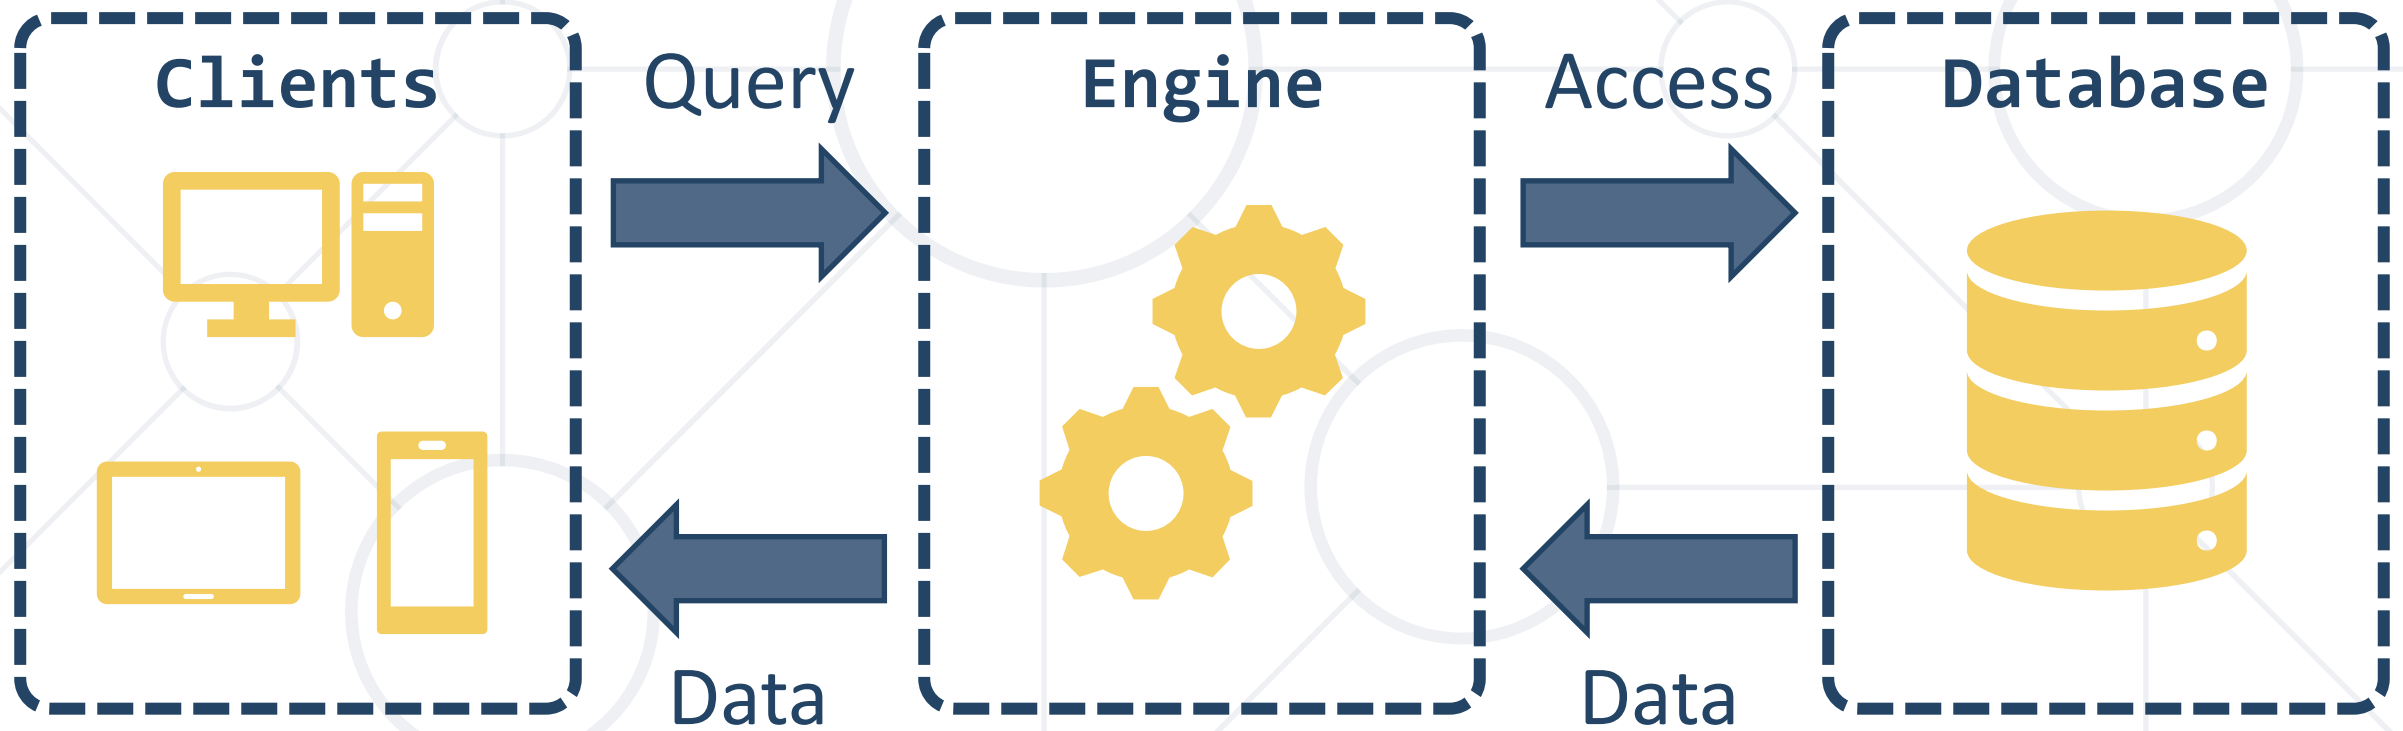 Clients
Query
Engine
Access
Database
Data
Data